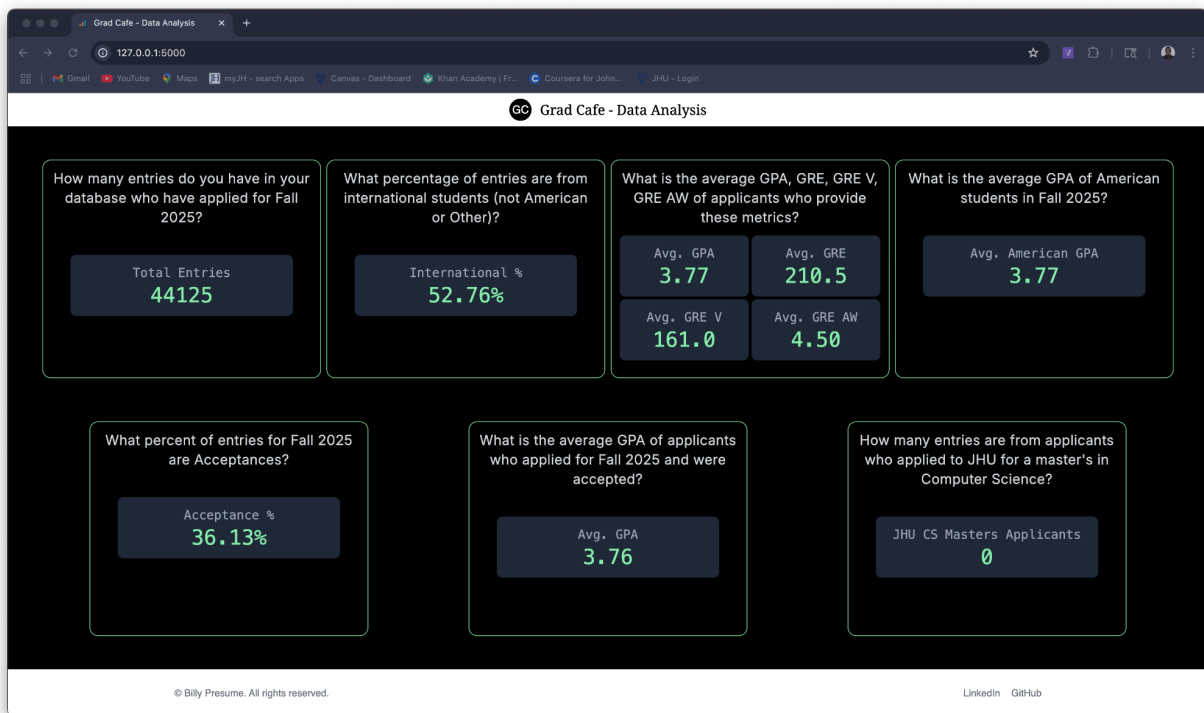 Grad Cafe - Data Analysis
127.0.0.1:5000
Gmail YouTube Maps myJH - search Apps Canvas - Dashboard Khan Academy | Fr... Coursera for John... JHU - Login
GC Grad Cafe - Data Analysis
How many entries do you have in your
database who have applied for Fall
2025?
Total Entries
44125
What percentage of entries are from
international students (not American
or Other)?
International %
52.76%
What is the average GPA, GRE, GRE V,
GRE AW of applicants who provide
these metrics?
Avg. GPA
3.77
Avg. GRE
210.5
Avg. GRE V
161.0
Avg. GRE AW
4.50
What is the average GPA of American
students in Fall 2025?
Avg. American GPA
3.77
What percent of entries for Fall 2025
are Acceptances?
Acceptance %
36.13%
What is the average GPA of applicants
who applied for Fall 2025 and were
accepted?
Avg. GPA
3.76
How many entries are from applicants
who applied to JHU for a master's in
Computer Science?
JHU CS Masters Applicants
0
© Billy Presume. All rights reserved.
LinkedIn GitHub